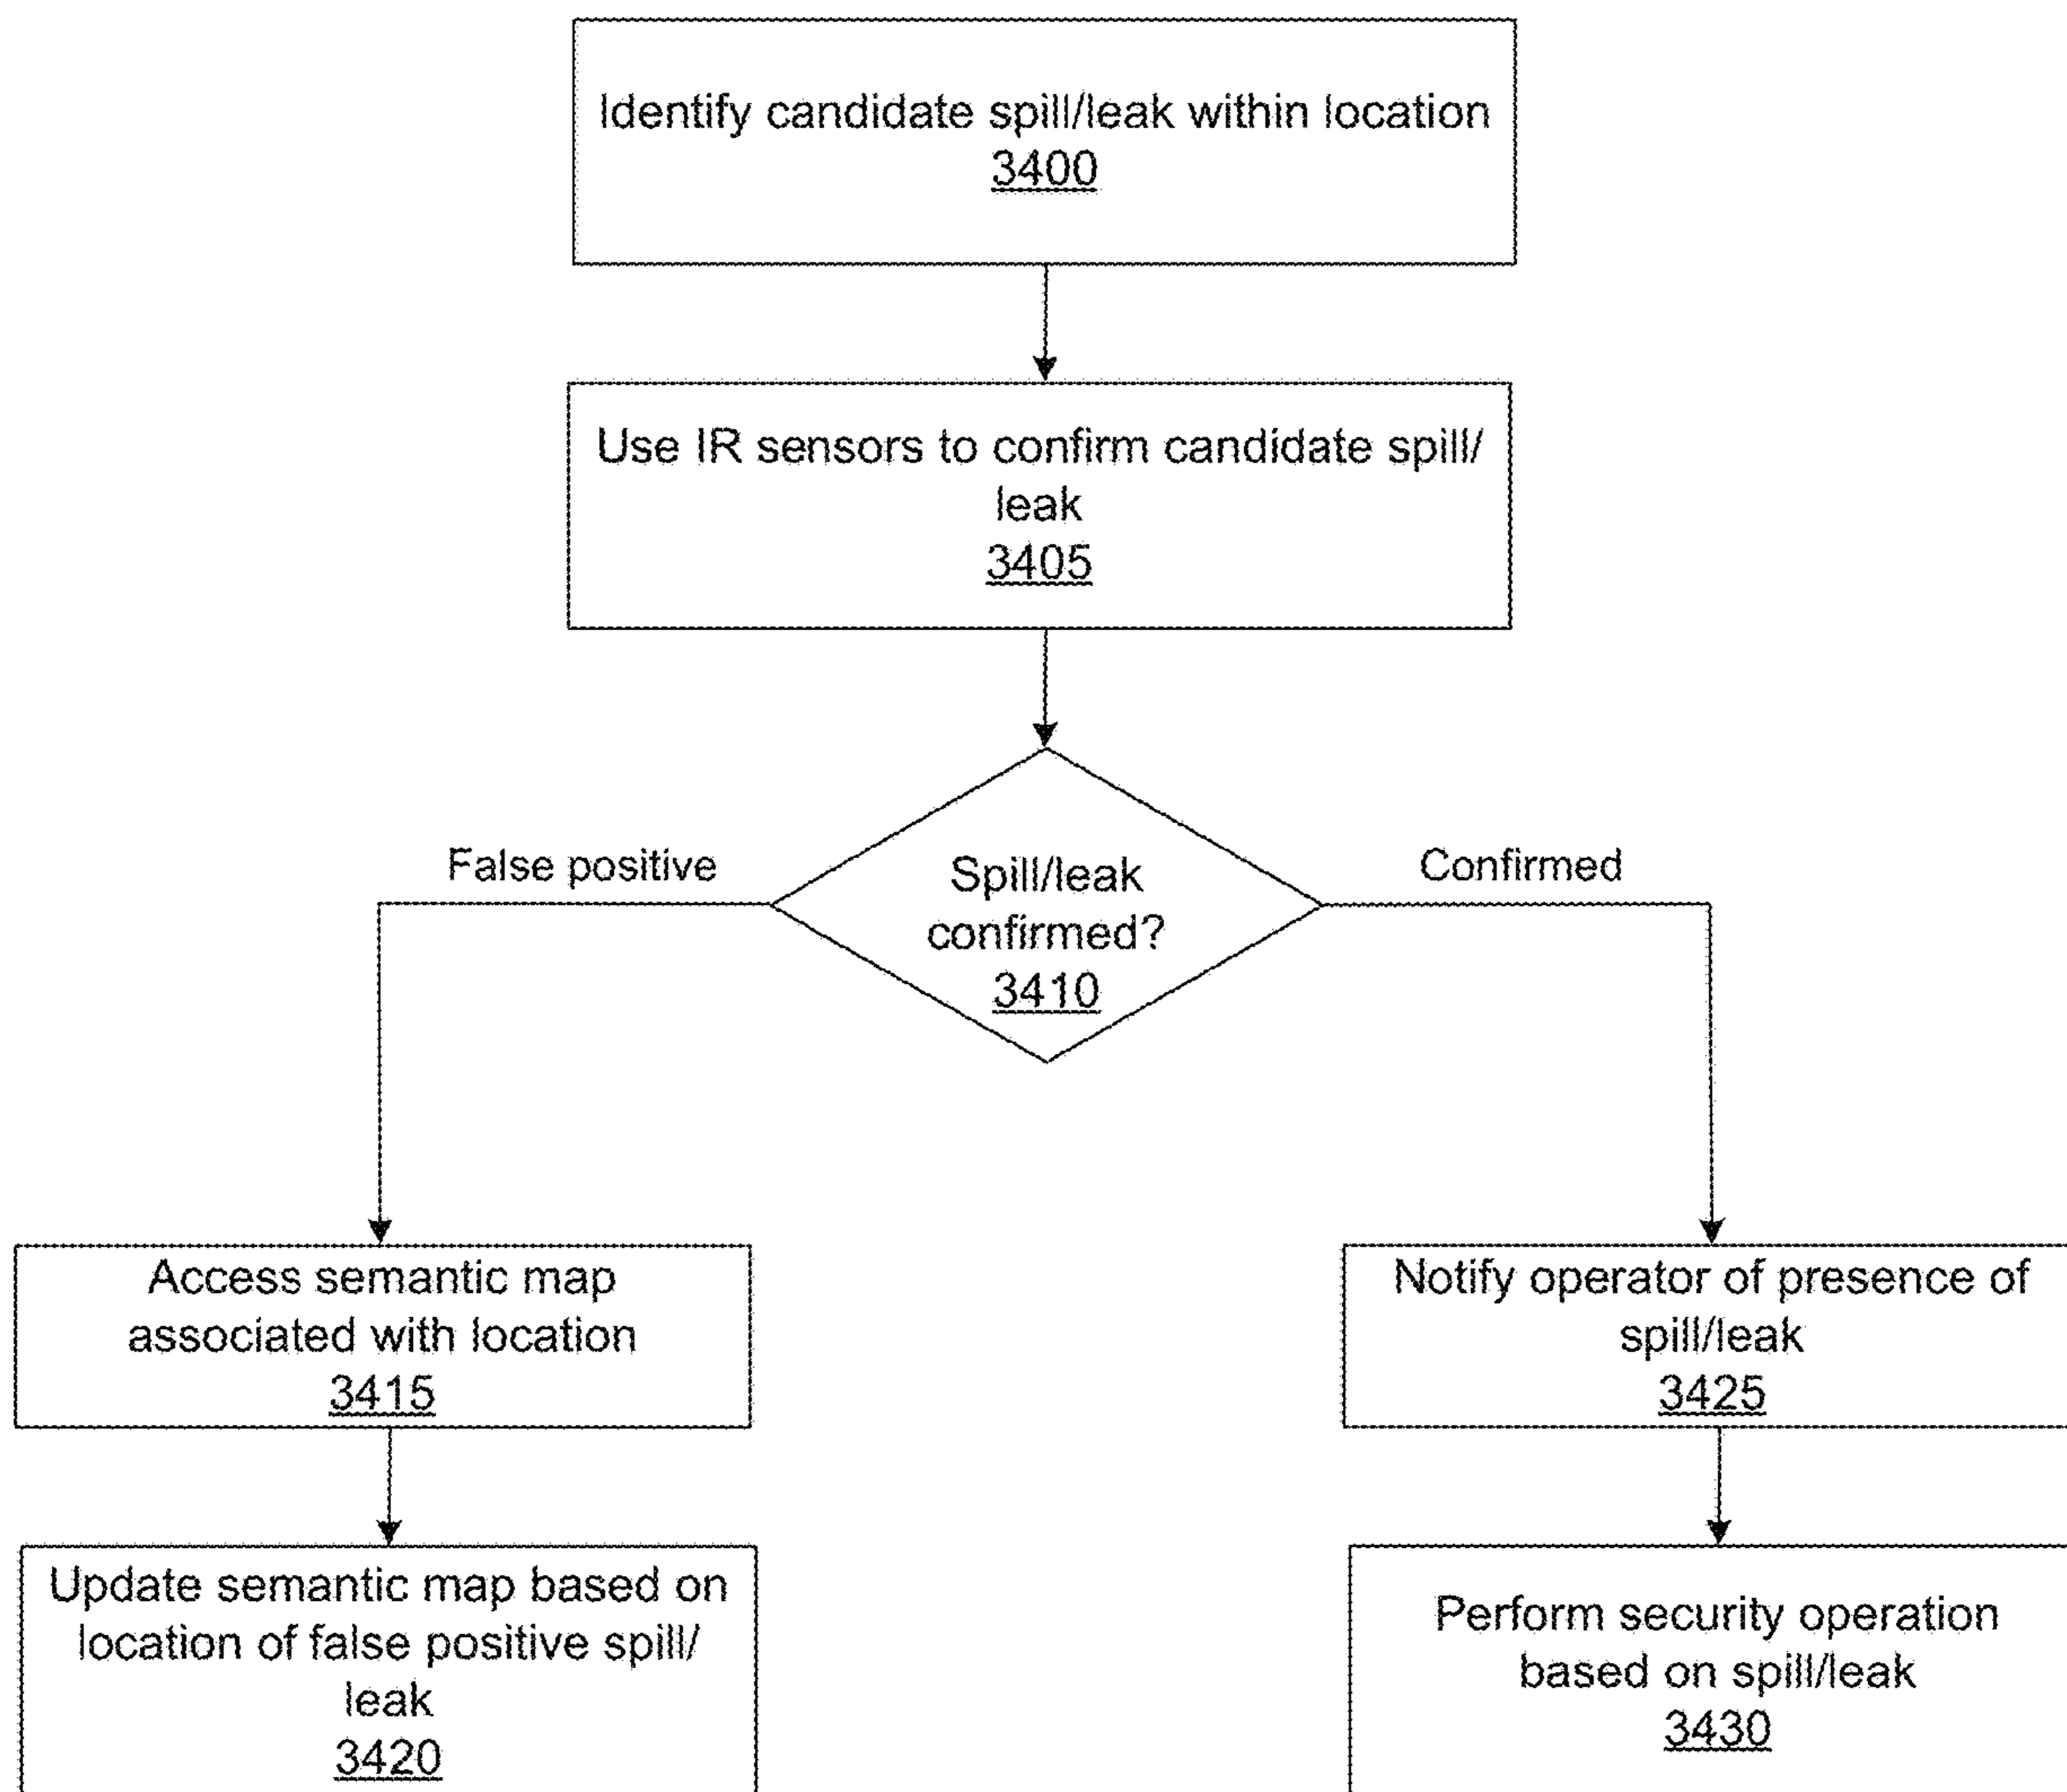 Identify candidate spill/leak within location
3400
Use IR sensors to confirm candidate spill/
leak
3405
False positive
Spill/leak
confirmed?
3410
Confirmed
Access semantic map
associated with location
3415
Notify operator of presence of
spill/leak
3425
Update semantic map based on
location of false positive spill/
leak
3420
Perform security operation
based on spill/leak
3430